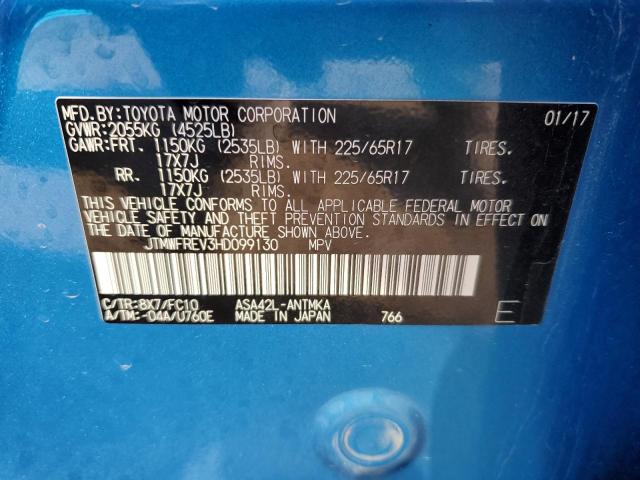 MFD.BY:TOYOTA MOTOR CORPORATION 01/17
GVWR:2055KG (4525LB)
GAWR:FRT. 1150KG (2535LB) WITH 225/65R17 TIRES.
17X7J RIMS.
RR. 1150KG (2535LB) WITH 225/65R17 TIRES.
17X7J RIMS.
THIS VEHICLE CONFORMS TO ALL APPLICABLE FEDERAL MOTOR
VEHICLE SAFETY AND THEFT PREVENTION STANDARDS IN EFFECT ON
THE DATE OF MANUFACTURE SHOWN ABOVE.
JTMWFREV3HD099130 MPV
C/TR:8X7/FC10 ASA42L-ANTMKA
A/TM:-04A/U760E MADE IN JAPAN 766 E